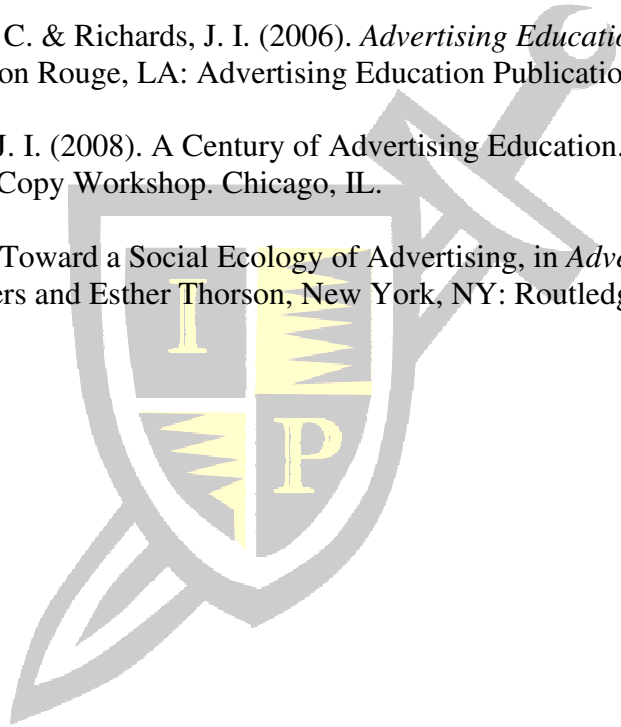 C. & Richards, J. I. (2006). Advertising Educatio
on Rouge, LA: Advertising Education Publicatio
J. I. (2008). A Century of Advertising Education.
Copy Workshop. Chicago, IL.
Toward a Social Ecology of Advertising, in Adve
ers and Esther Thorson, New York, NY: Routledg
I
P